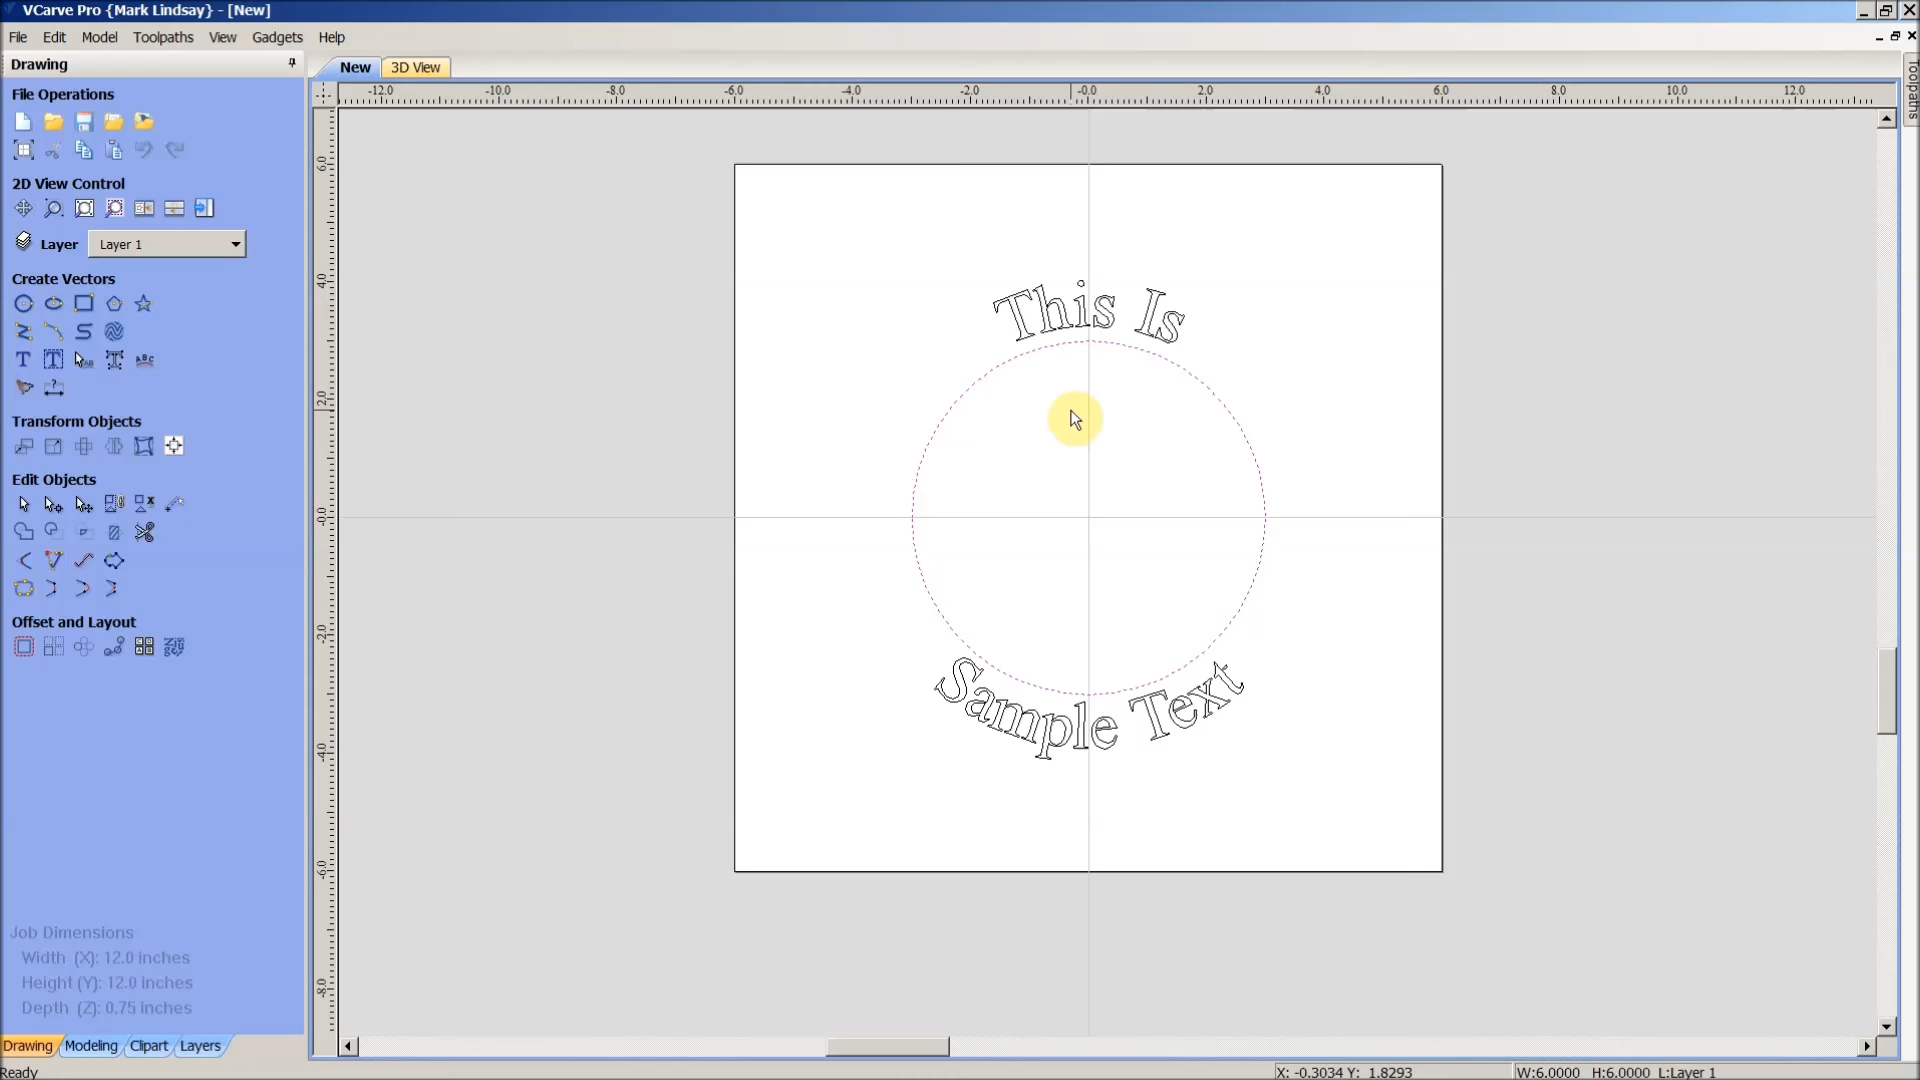 VCarve Pro {Mark Lindsay} - [New]
File Edit Model Toolpaths View Gadgets Help
Drawing
New 3D View
Toolpaths
File Operations
2D View Control
Layer Layer 1
Create Vectors
Transform Objects
Edit Objects
Offset and Layout
-12.0 -10.0 -8.0 -6.0 -4.0 -2.0 -0.0 2.0 4.0 6.0 8.0 10.0 12.0
6.0
4.0
2.0
-0.0
-2.0
-4.0
-6.0
-8.0
This Is
Sample Text
Job Dimensions
Width (X): 12.0 inches
Height (Y): 12.0 inches
Depth (Z): 0.75 inches
Drawing Modeling Clipart Layers
Ready X: -0.3034 Y: 1.8293 W:6.0000 H:6.0000 L:Layer 1